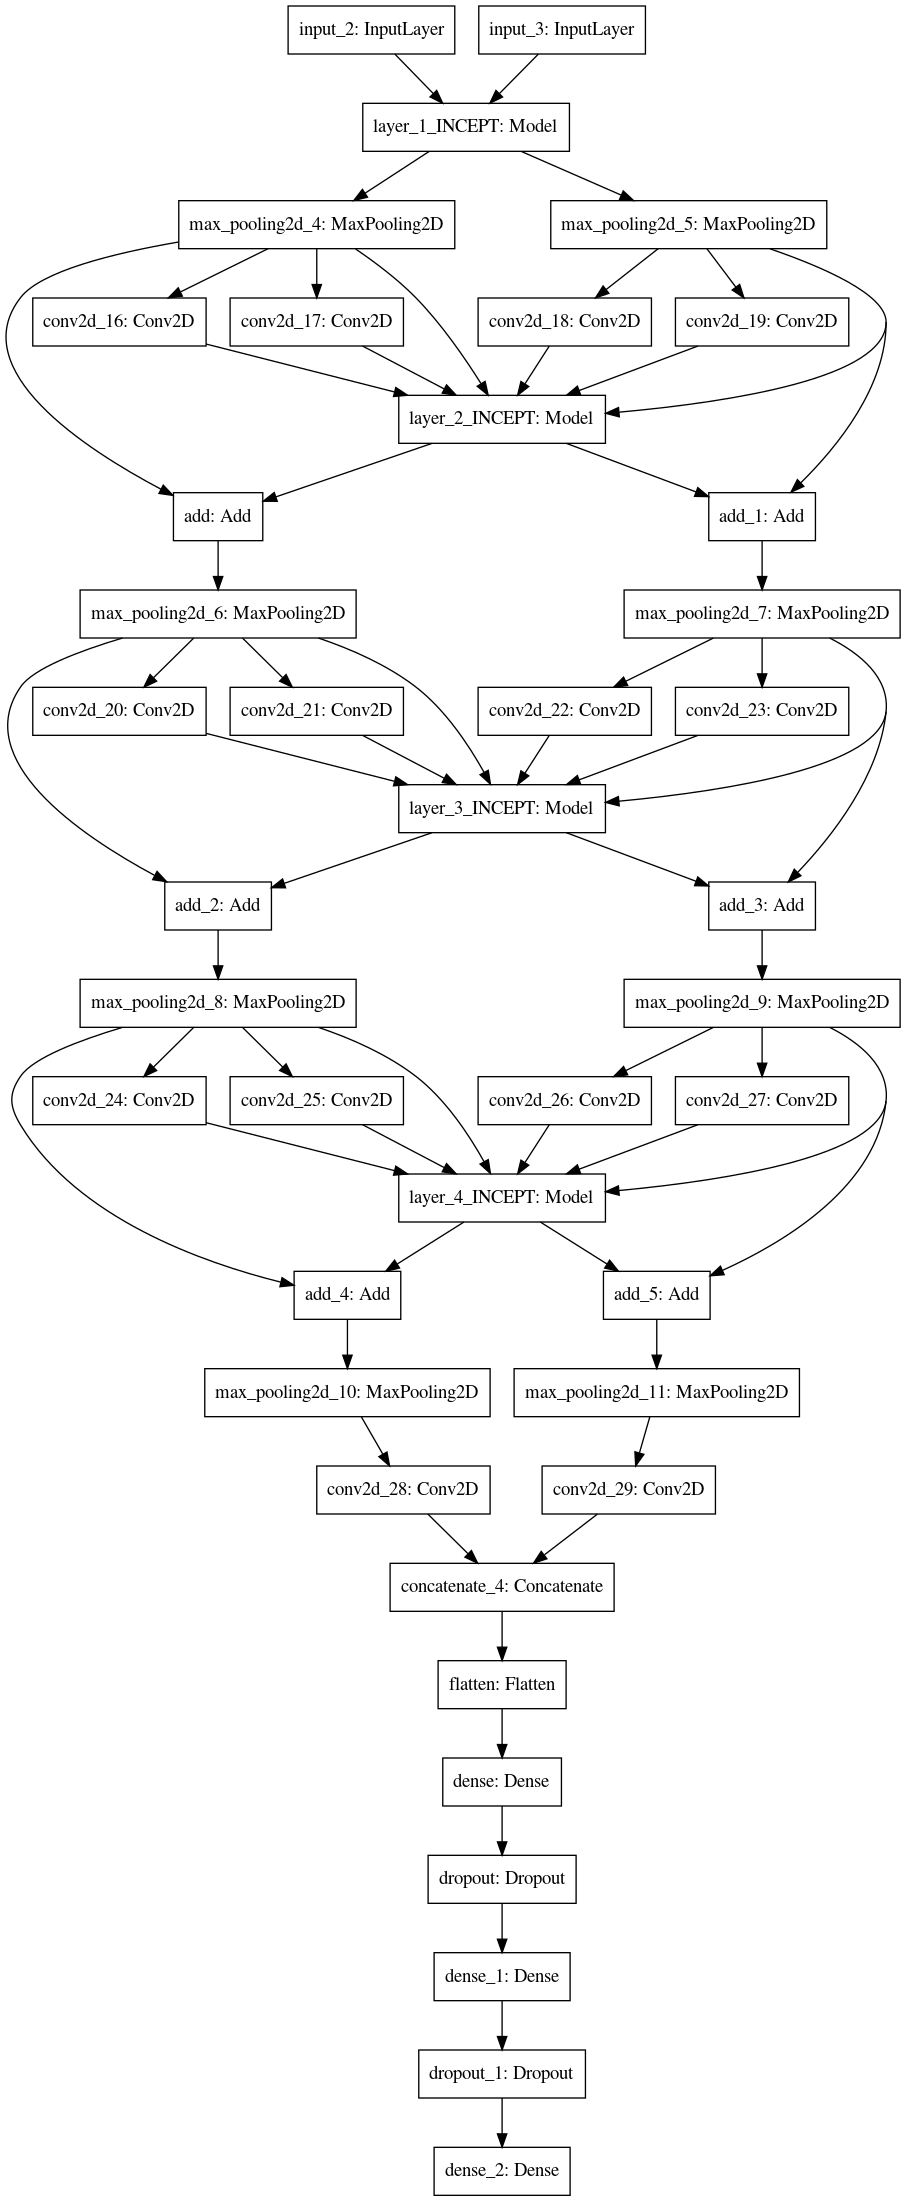 input_2: InputLayer
input_3: InputLayer
layer_1_INCEPT: Model
max_pooling2d_4: MaxPooling2D
max_pooling2d_5: MaxPooling2D
conv2d_16: Conv2D
conv2d_17: Conv2D
conv2d_18: Conv2D
conv2d_19: Conv2D
layer_2_INCEPT: Model
add: Add
add_1: Add
max_pooling2d_6: MaxPooling2D
max_pooling2d_7: MaxPooling2D
conv2d_20: Conv2D
conv2d_21: Conv2D
conv2d_22: Conv2D
conv2d_23: Conv2D
layer_3_INCEPT: Model
add_2: Add
add_3: Add
max_pooling2d_8: MaxPooling2D
max_pooling2d_9: MaxPooling2D
conv2d_24: Conv2D
conv2d_25: Conv2D
conv2d_26: Conv2D
conv2d_27: Conv2D
layer_4_INCEPT: Model
add_4: Add
add_5: Add
max_pooling2d_10: MaxPooling2D
max_pooling2d_11: MaxPooling2D
conv2d_28: Conv2D
conv2d_29: Conv2D
concatenate_4: Concatenate
flatten: Flatten
dense: Dense
dropout: Dropout
dense_1: Dense
dropout_1: Dropout
dense_2: Dense